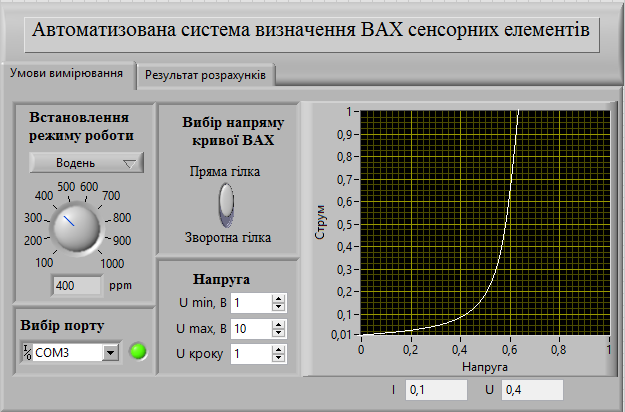 Автоматизована система визначення ВАХ сенсорних елементів
Умови вимірювання
Результат розрахунків
Встановлення
режиму роботи
Водень
500 600
400 700
300 800
200 900
100 1000
400 ppm
Вибір порту
I/0 COM3
Вибір напряму
кривої ВАХ
Пряма гілка
Зворотна гілка
Напруга
U min, В 1
U max, В 10
U кроку 1
Струм
1
0,9
0,8
0,7
0,6
0,5
0,4
0,3
0,2
0,1
0,01
0 0,2 0,4 0,6 0,8 1
Напруга
I 0,1 U 0,4